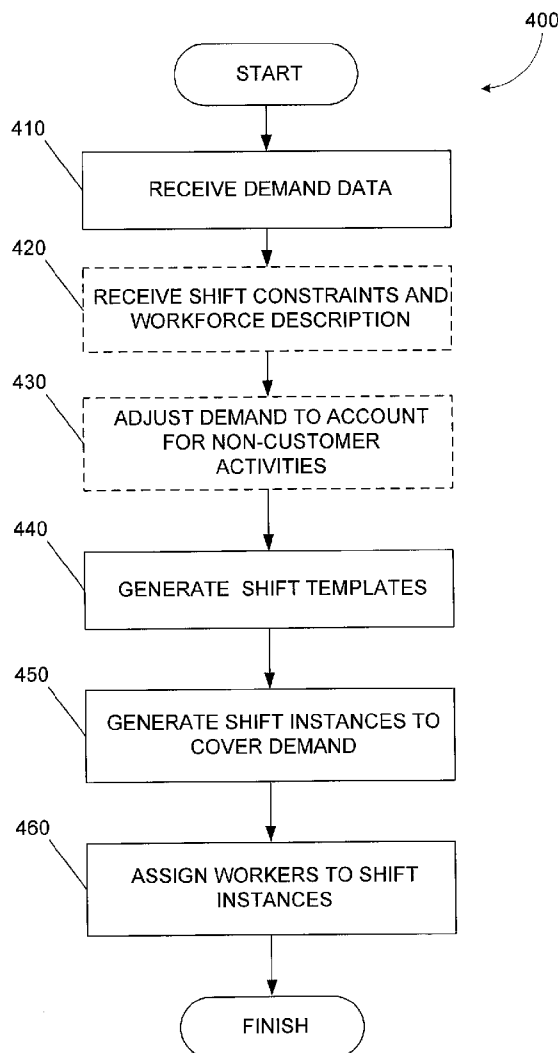 400
START
410
RECEIVE DEMAND DATA
420
RECEIVE SHIFT CONSTRAINTS AND
WORKFORCE DESCRIPTION
430
ADJUST DEMAND TO ACCOUNT
FOR NON-CUSTOMER
ACTIVITIES
440
GENERATE SHIFT TEMPLATES
450
GENERATE SHIFT INSTANCES TO
COVER DEMAND
460
ASSIGN WORKERS TO SHIFT
INSTANCES
FINISH